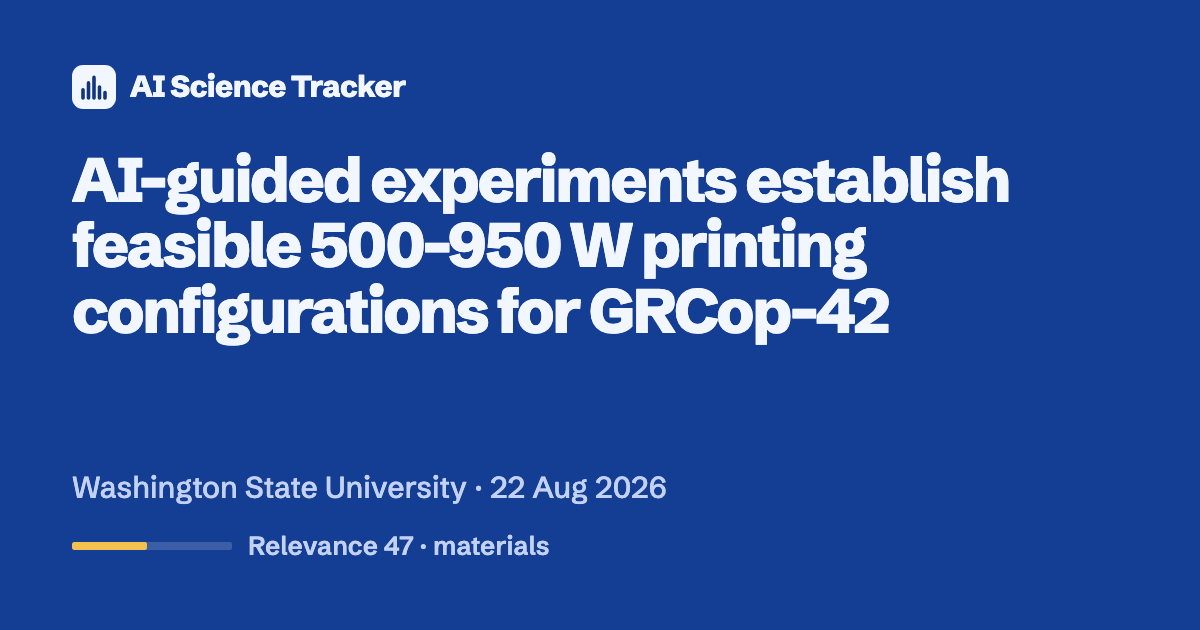 AI Science Tracker
AI-guided experiments establish
feasible 500–950 W printing
configurations for GRCop-42
Washington State University · 22 Aug 2026
Relevance 47 · materials